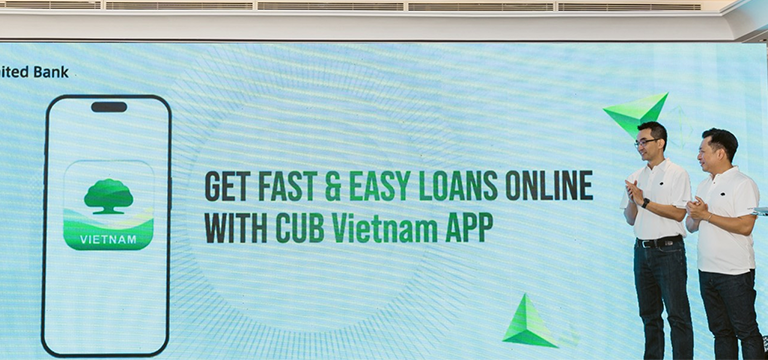 ited Bank
GET FAST & EASY LOANS ONLINE
WITH CUB Vietnam APP
VIETNAM